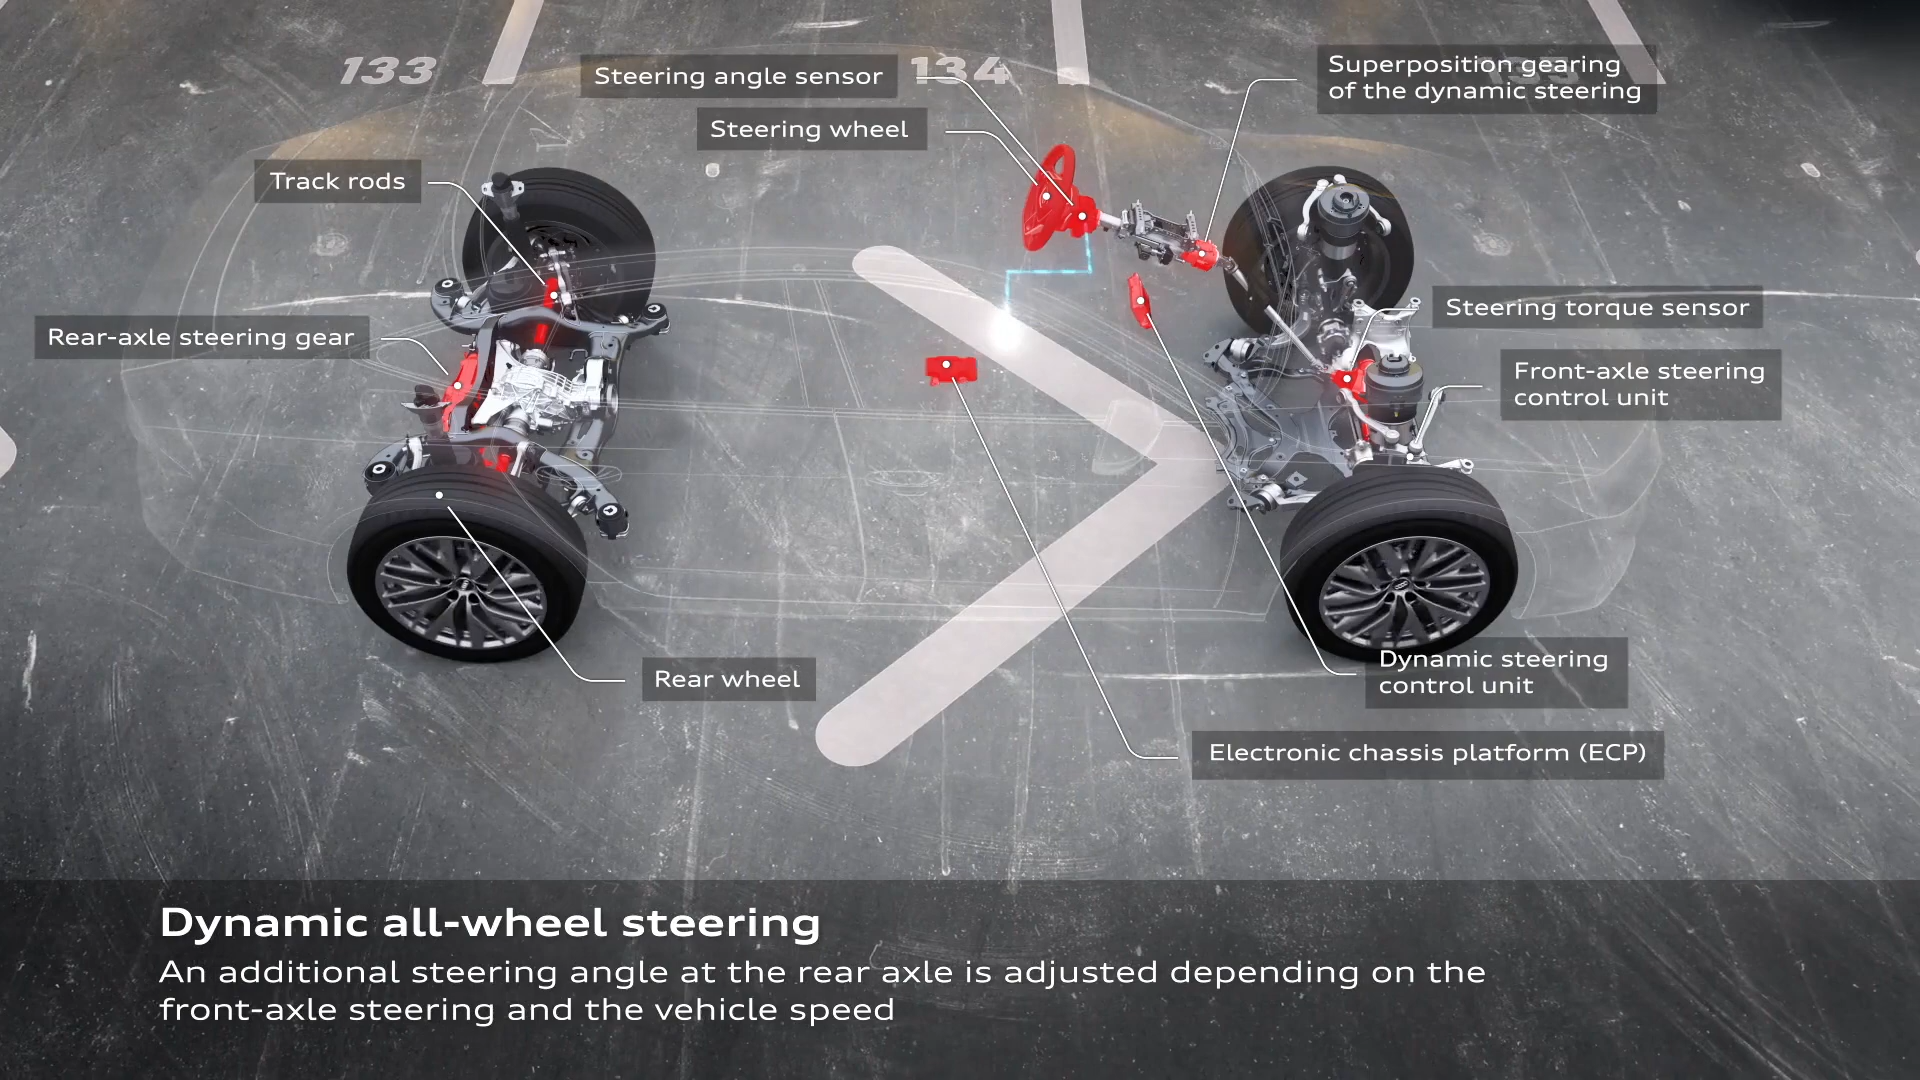 133
134
Steering angle sensor
Superposition gearing
of the dynamic steering
Steering wheel
Track rods
Steering torque sensor
Rear-axle steering gear
Front-axle steering
control unit
Rear wheel
Dynamic steering
control unit
Electronic chassis platform (ECP)
Dynamic all-wheel steering
An additional steering angle at the rear axle is adjusted depending on the
front-axle steering and the vehicle speed